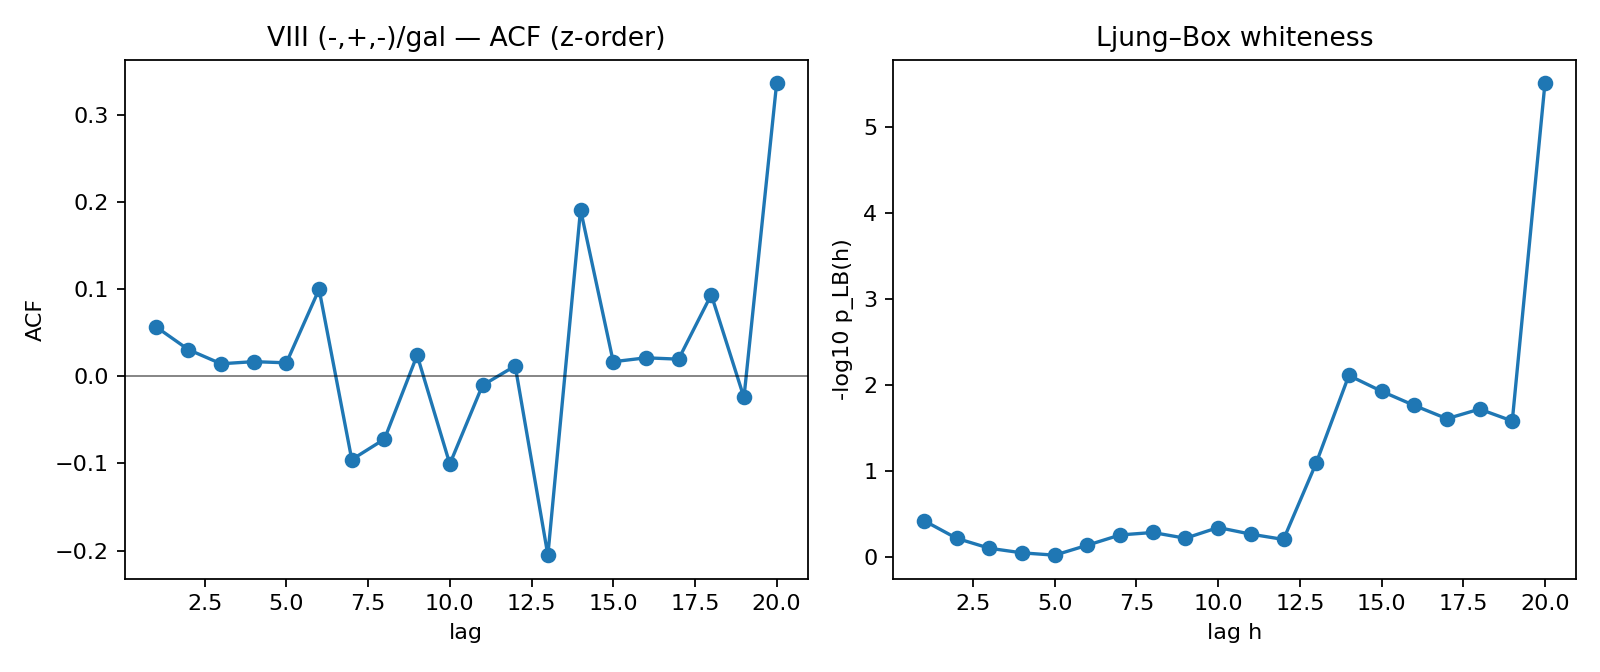 VIII (-,+,-)/gal — ACF (z-order)
ACF
0.3
0.2
0.1
0.0
−0.1
−0.2
2.5 5.0 7.5 10.0 12.5 15.0 17.5 20.0
lag
Ljung–Box whiteness
-log10 p_LB(h)
5
4
3
2
1
0
2.5 5.0 7.5 10.0 12.5 15.0 17.5 20.0
lag h